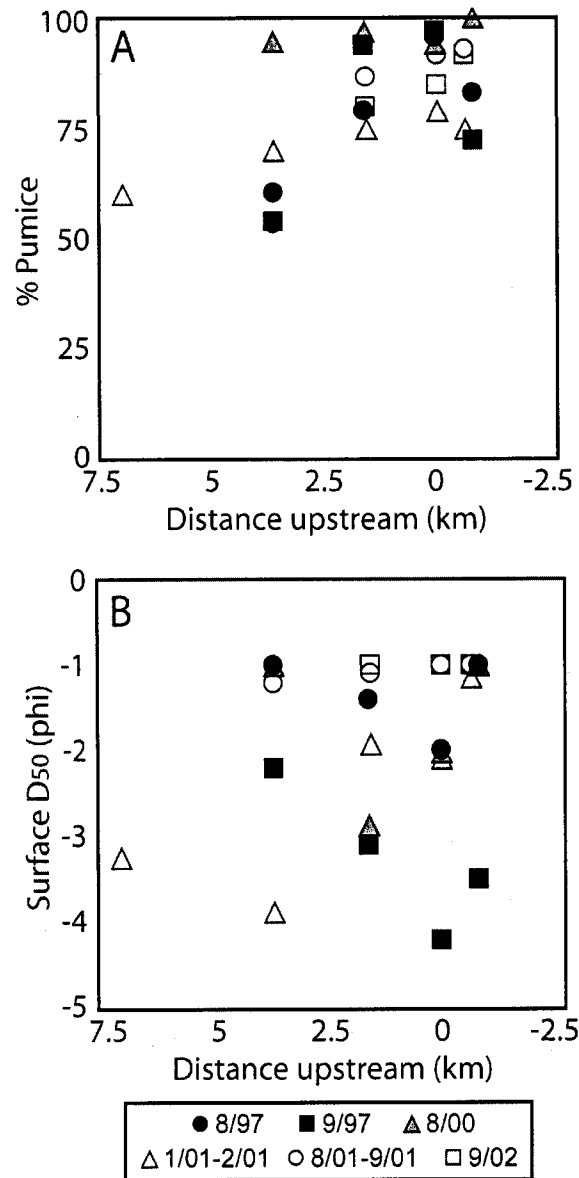 100
A
75
50
25
0
% Pumice
7.5 5 2.5 0 -2.5
Distance upstream (km)
0
B
-1
-2
-3
-4
-5
Surface D50 (phi)
7.5 5 2.5 0 -2.5
Distance upstream (km)
8/97 9/97 8/00
1/01-2/01 8/01-9/01 9/02